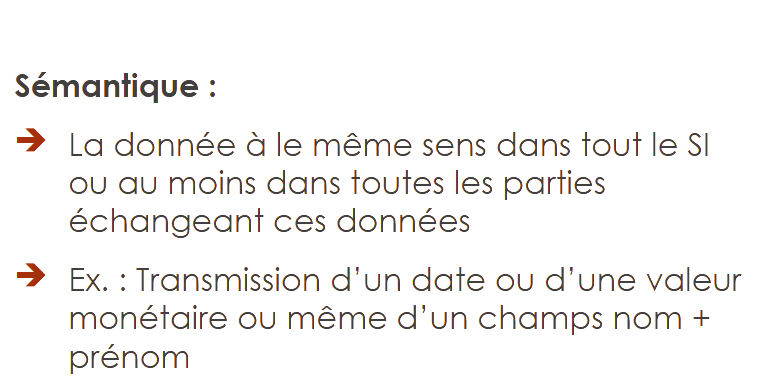 Sémantique :
La donnée à le même sens dans tout le SI
ou au moins dans toutes les parties
échangeant ces données
Ex. : Transmission d’un date ou d’une valeur
monétaire ou même d’un champs nom +
prénom